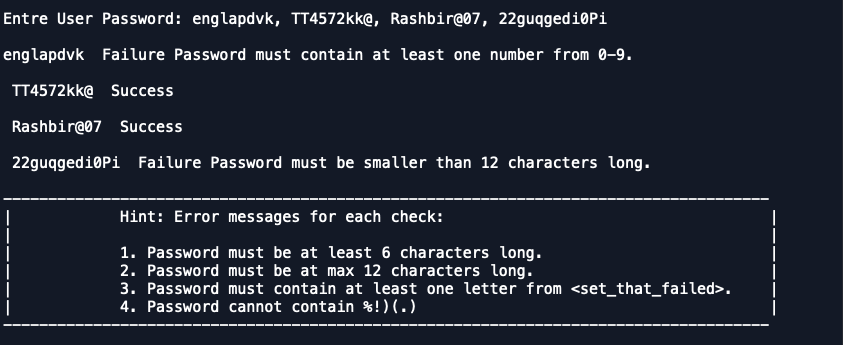 Entre User Password: englapdvk, TT4572kk@, Rashbir@07, 22guqgedi0Pi
englapdvk  Failure Password must contain at least one number from 0-9.
TT4572kk@  Success
Rashbir@07  Success
22guqgedi0Pi  Failure Password must be smaller than 12 characters long.
Hint: Error messages for each check:
1. Password must be at least 6 characters long.
2. Password must be at max 12 characters long.
3. Password must contain at least one letter from <set_that_failed>.
4. Password cannot contain %!)(.)